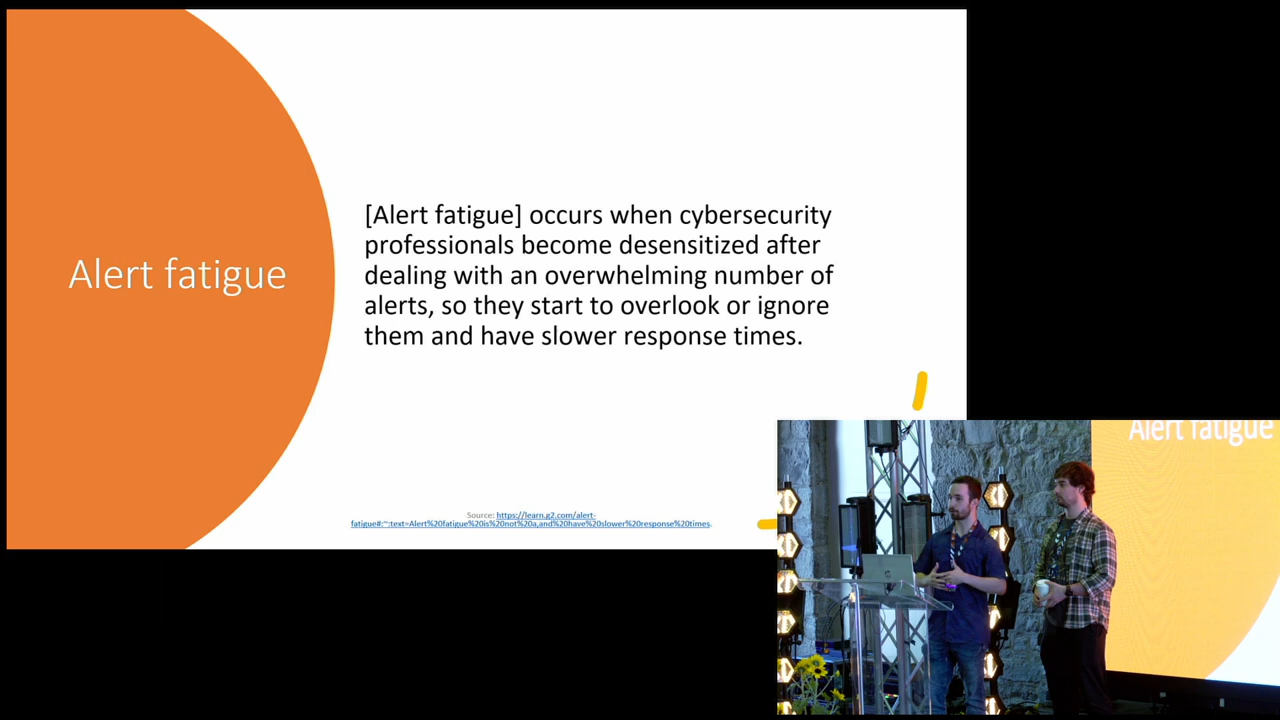 Alert fatigue
[Alert fatigue] occurs when cybersecurity
professionals become desensitized after
dealing with an overwhelming number of
alerts, so they start to overlook or ignore
them and have slower response times.
Source: https://learn.g2.com/alert-
fatigue#:~:text=Alert%20fatigue%20is%20not%20a,and%20have%20slower%20response%20times.
Alert fatigue